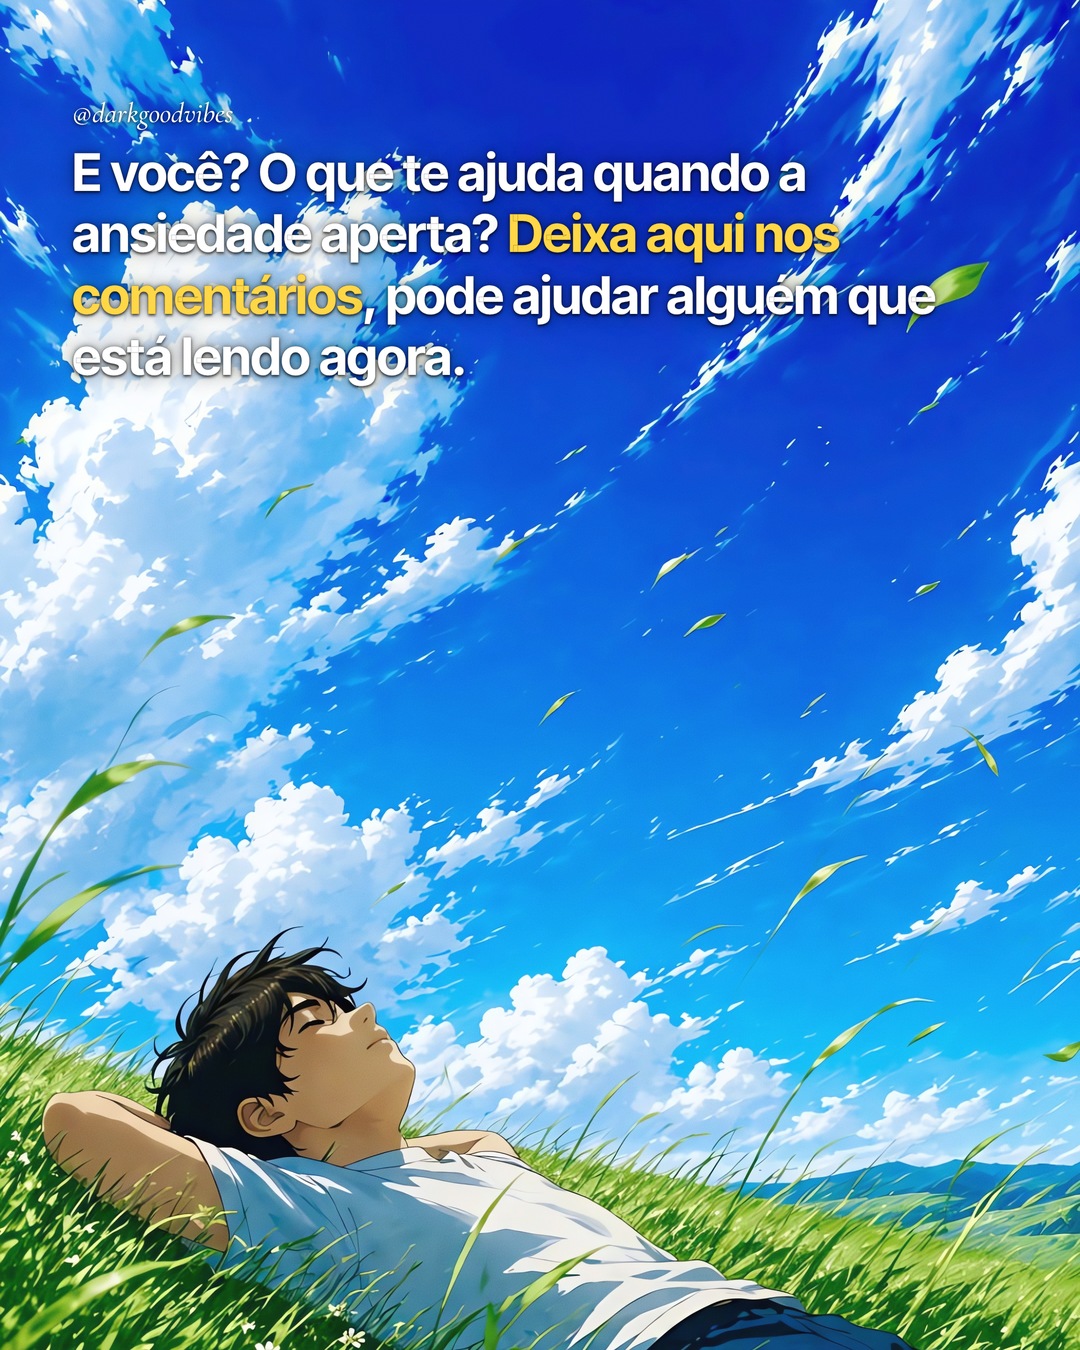 @darkgoodvibes
E você? O que te ajuda quando a
ansiedade aperta? Deixa aqui nos
comentários, pode ajudar alguém que
está lendo agora.